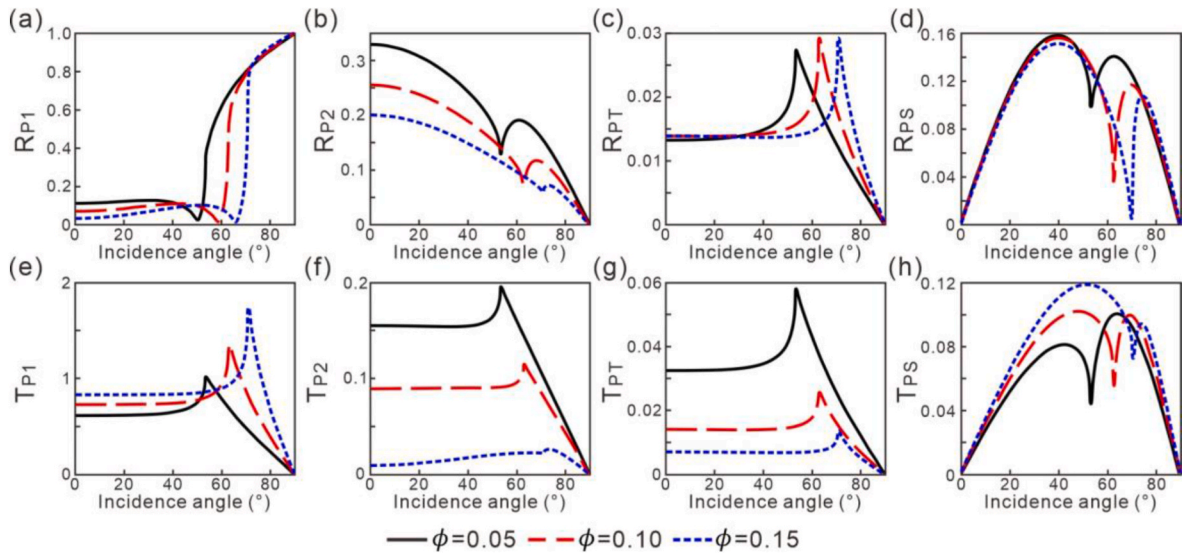 (a) (b) (c) (d)
1.0 0.03 0.16
0.8 0.3 0.12
0.6 0.02
0.4 0.2 0.08
0.2 0.1 0.01 0.04
0 0 0.00 0.00
R_P1 R_P2 R_PT R_PS
0 20 40 60 80 0 20 40 60 80 0 20 40 60 80 0 20 40 60 80
Incidence angle (°) Incidence angle (°) Incidence angle (°) Incidence angle (°)
(e) (f) (g) (h)
2 0.2 0.06 0.12
0.04 0.08
1 0.1
0.02 0.04
0 0 0.00 0
T_P1 T_P2 T_PT T_PS
0 20 40 60 80 0 20 40 60 80 0 20 40 60 80 0 20 40 60 80
Incidence angle (°) Incidence angle (°) Incidence angle (°) Incidence angle (°)
ϕ=0.05 ϕ=0.10 ϕ=0.15